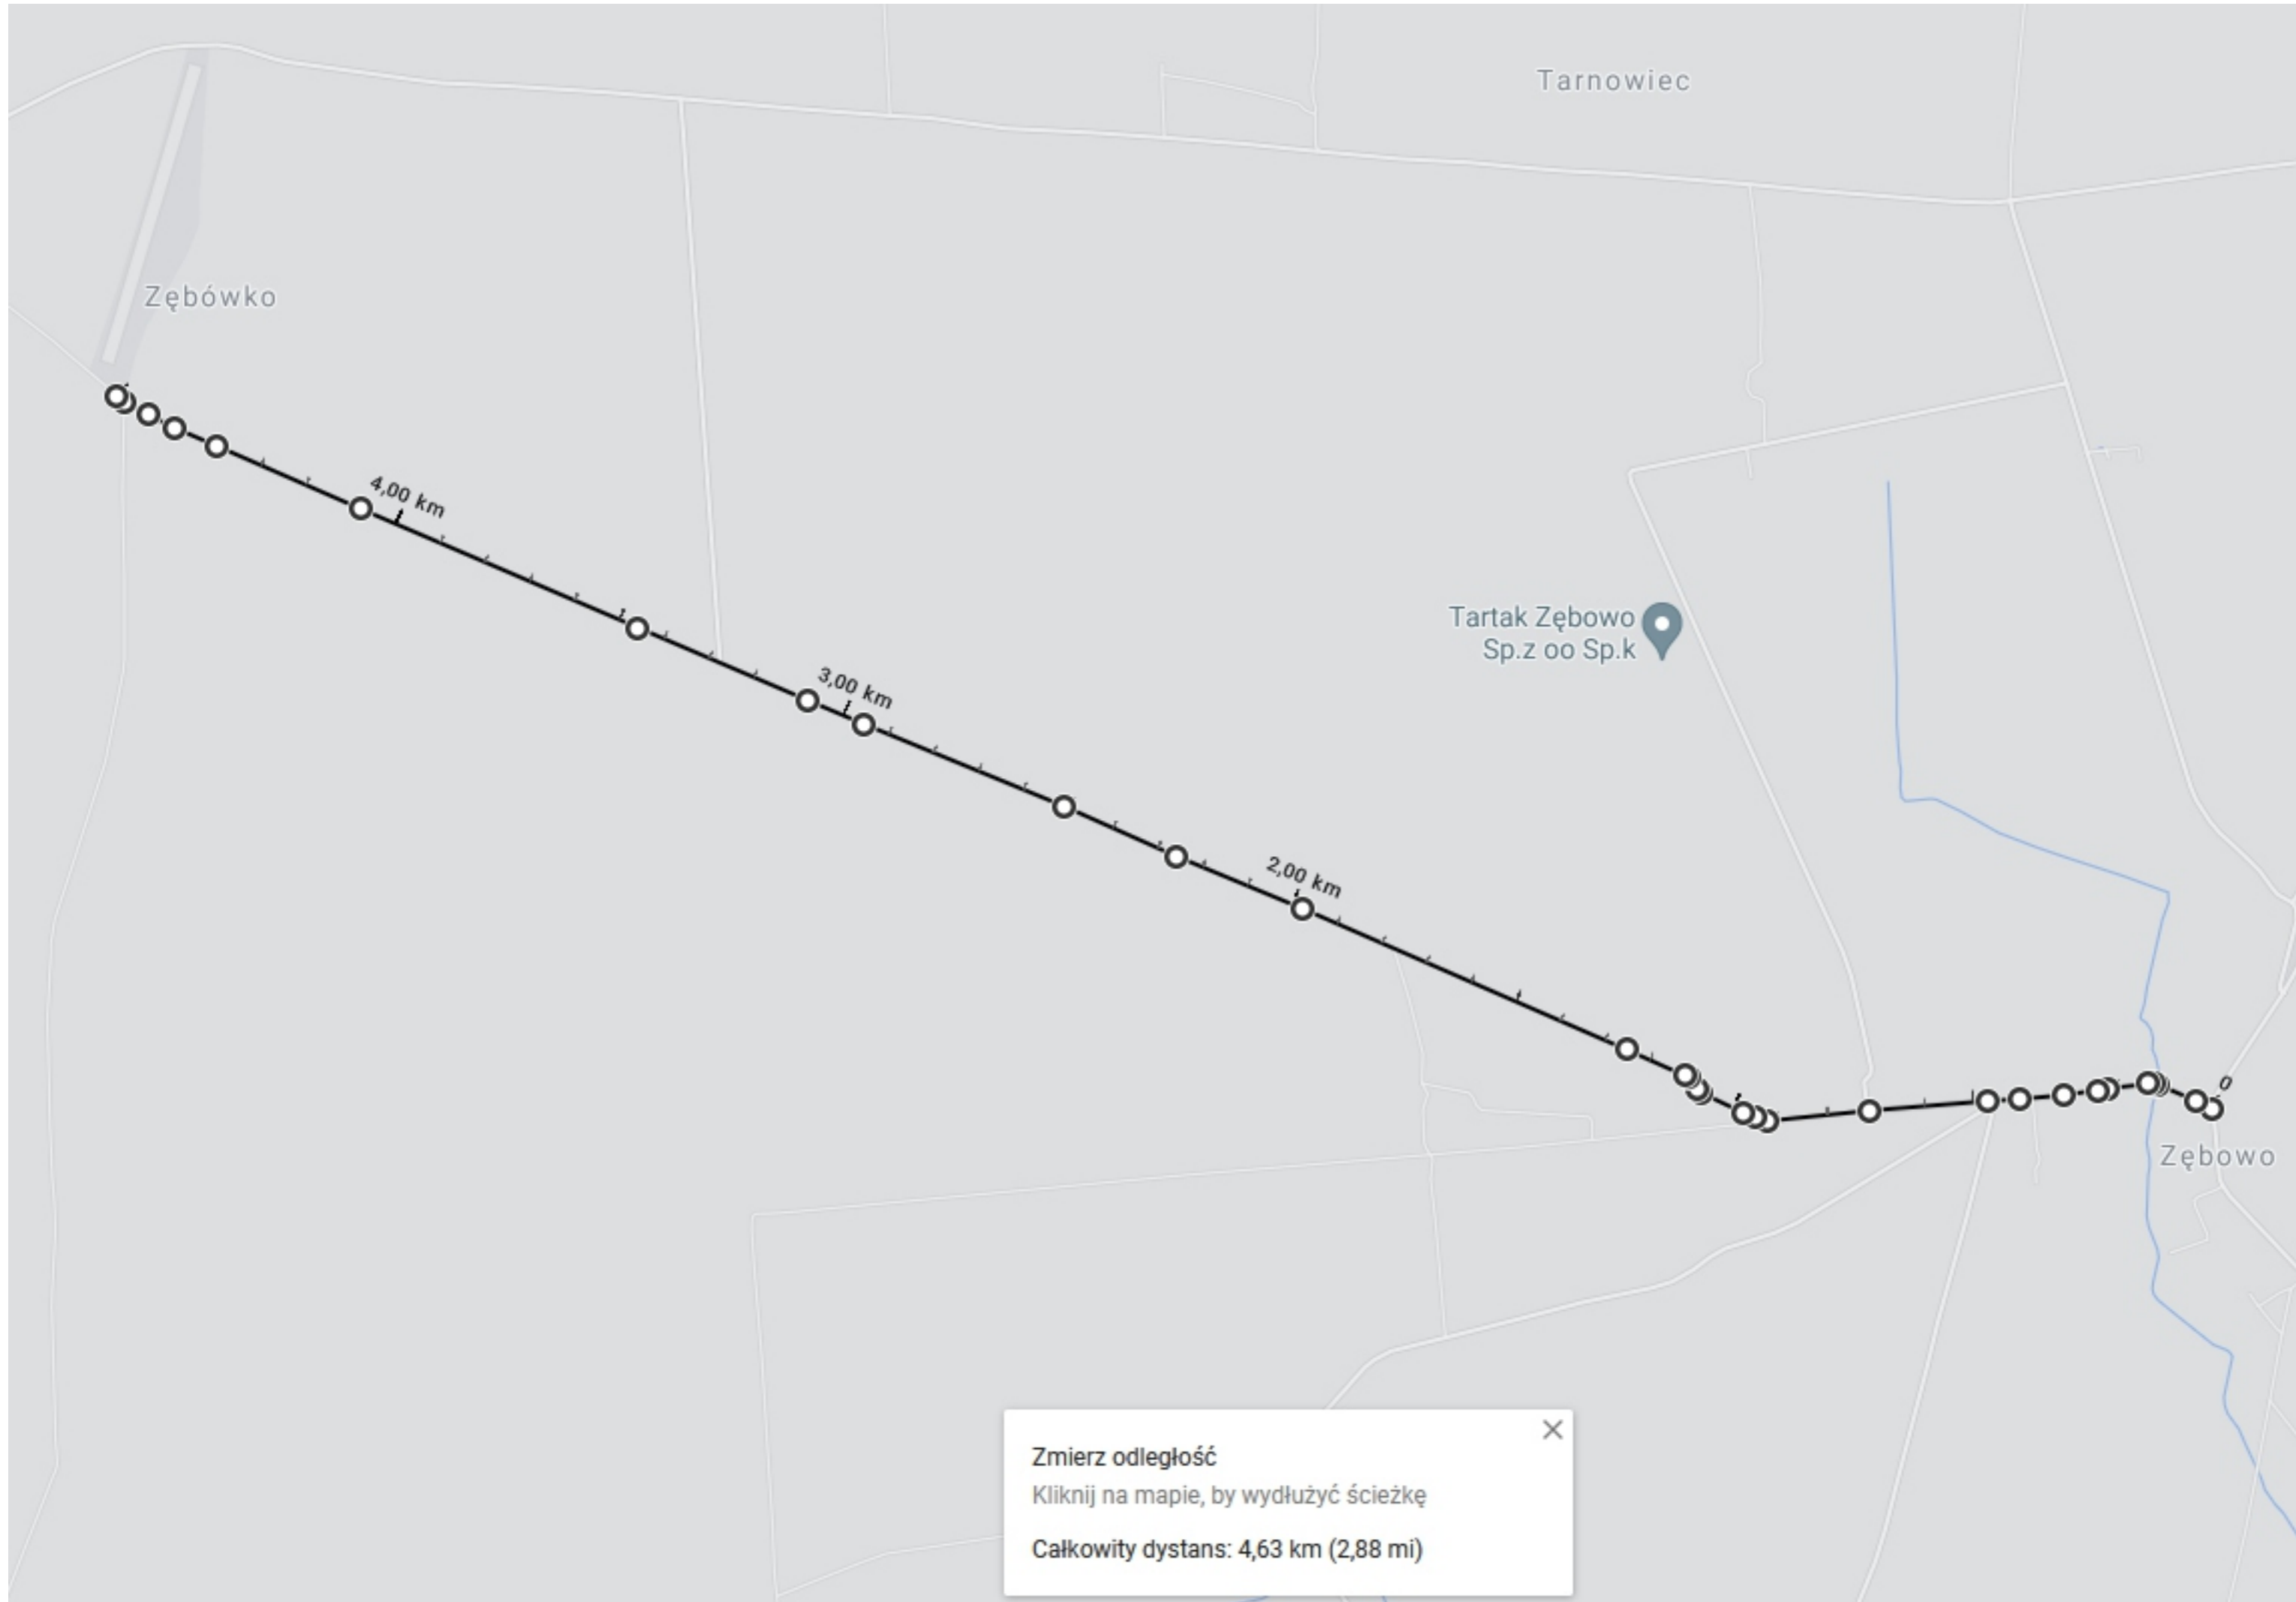 Tarnowiec
Zębówko
4,00 km
Tartak Zębowo
Sp.z oo Sp.k
3,00 km
2,00 km
0
Zębowo
Zmierz odległość
Kliknij na mapie, by wydłużyć ścieżkę
Całkowity dystans: 4,63 km (2,88 mi)